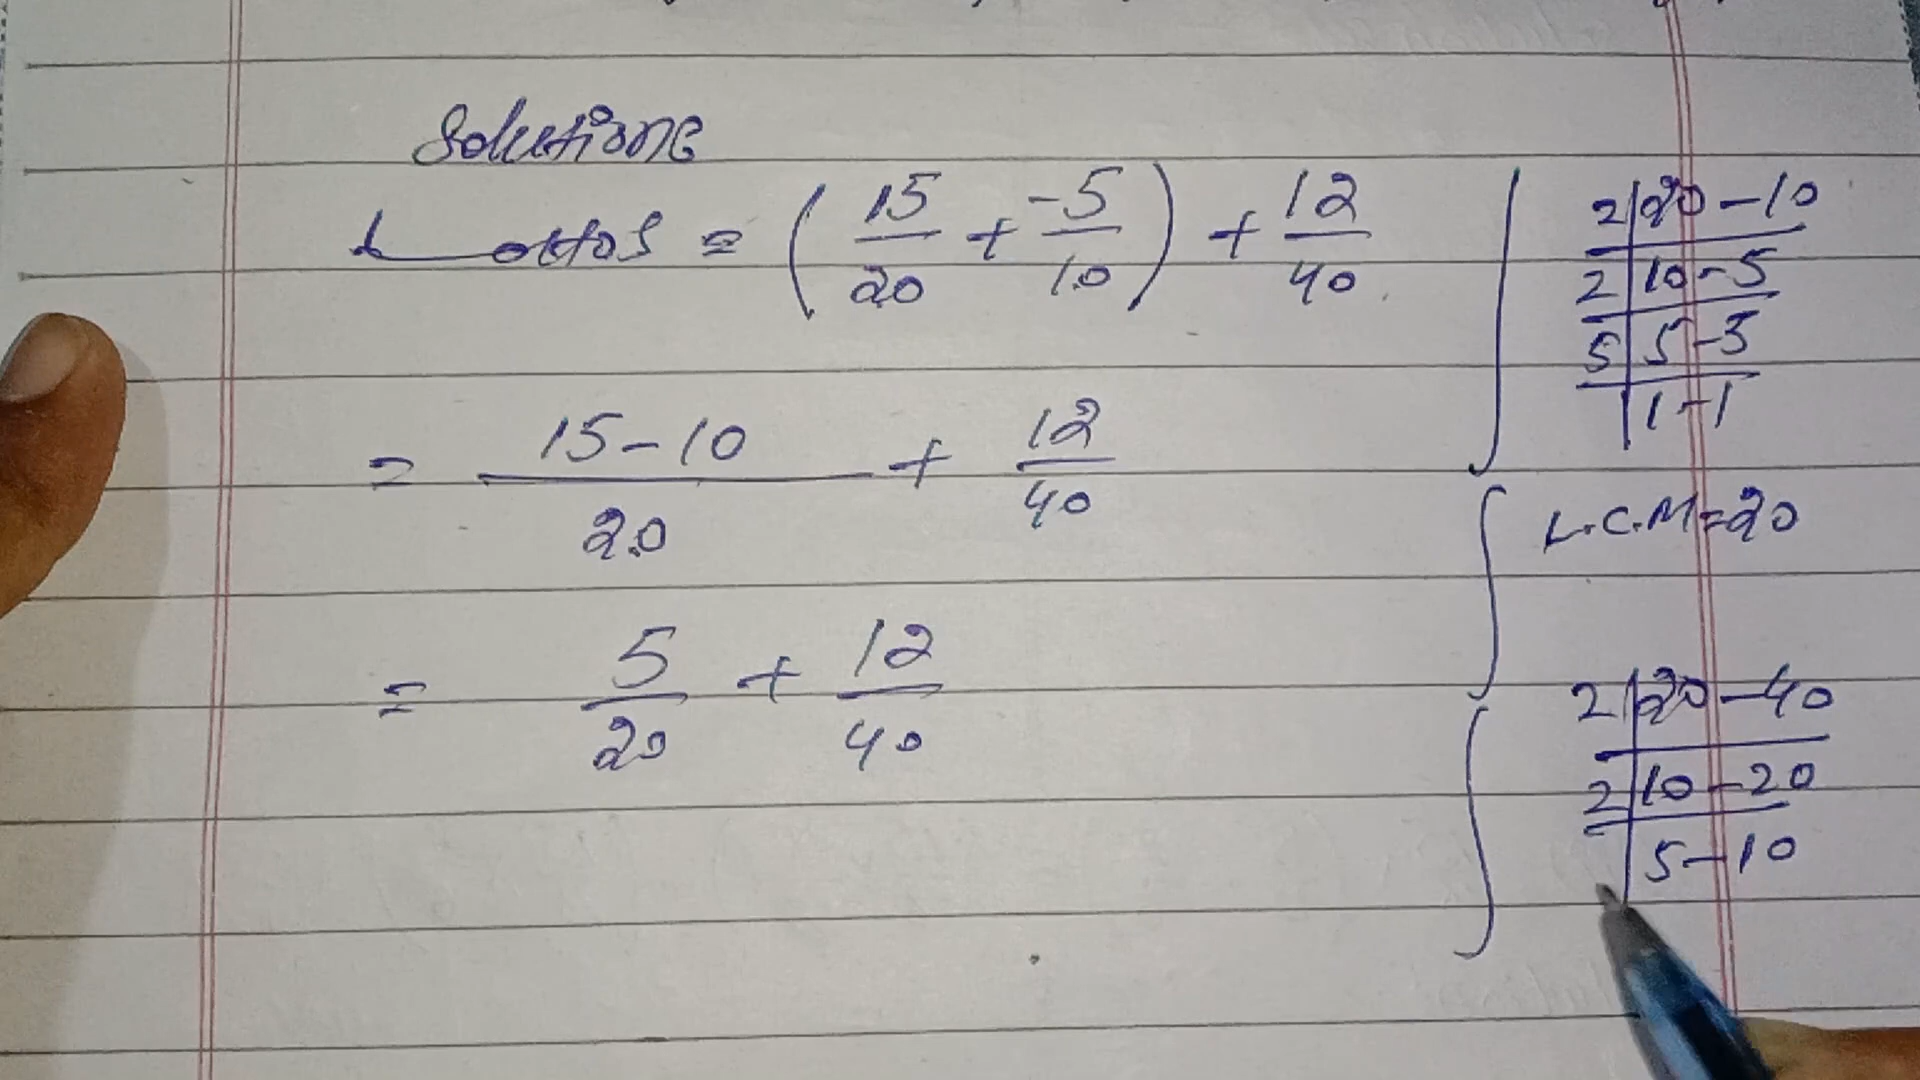 L = (15/20 + -5/10) + 12/40
= 15-10/20 + 12/40
= 5/20 + 12/40
2|20-10
2|10-5
5|5-5
|1-1
L.C.M=20
2|20-40
2|10-20
|5-10